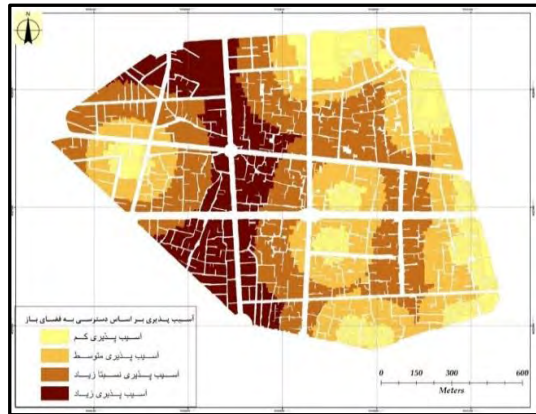 N
آسیب پذیری بر اساس دسترسی به فضای باز
آسیب پذیری کم
آسیب پذیری متوسط
آسیب پذیری نسبتا زیاد
آسیب پذیری زیاد
0 150 300 600
Meters